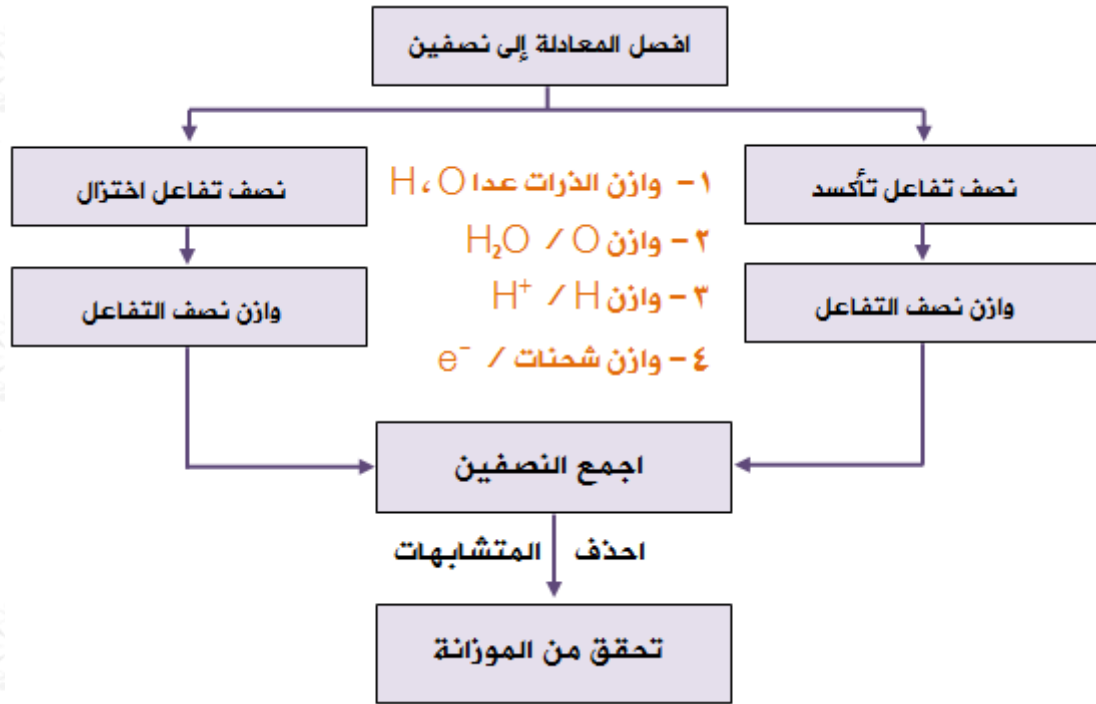 افصل المعادلة إلى نصفين
نصف تفاعل تأكسد
نصف تفاعل اختزال
١ – وازن الذرات عدا H ، O
٢ – وازن H₂O / O
٣ – وازن H⁺ / H
٤ – وازن شحنات / e⁻
وازن نصف التفاعل
وازن نصف التفاعل
اجمع النصفين
احذف المتشابهات
تحقق من الموزانة